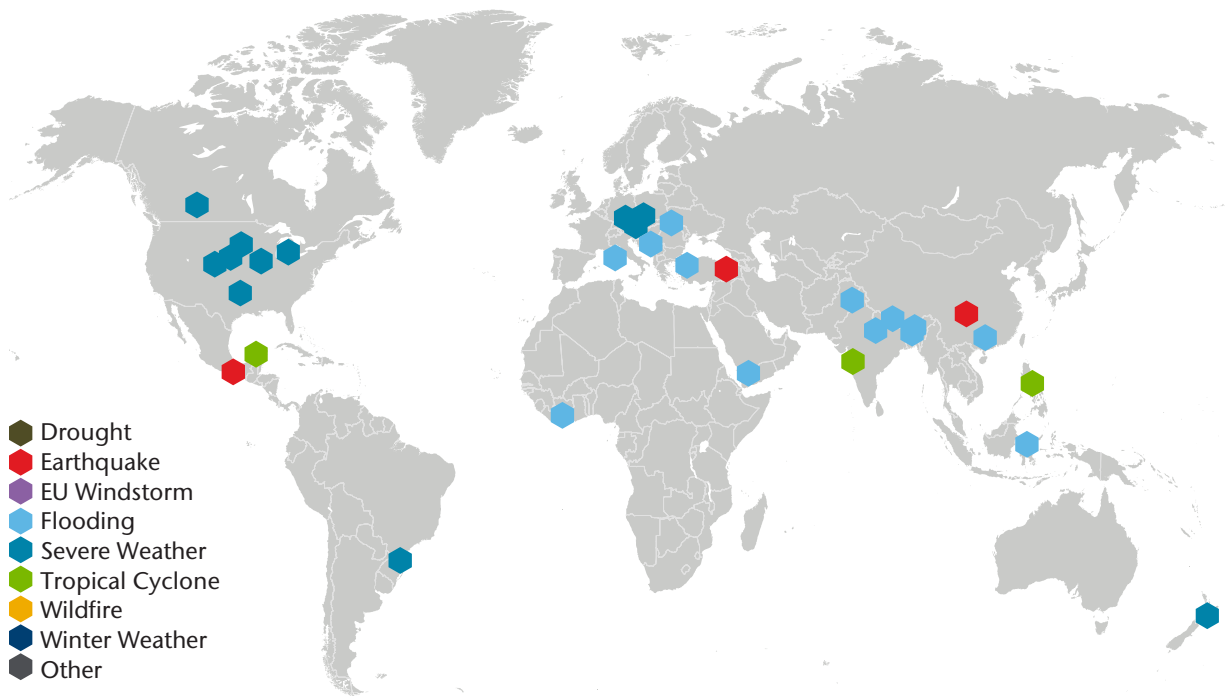 Drought
Earthquake
EU Windstorm
Flooding
Severe Weather
Tropical Cyclone
Wildfire
Winter Weather
Other